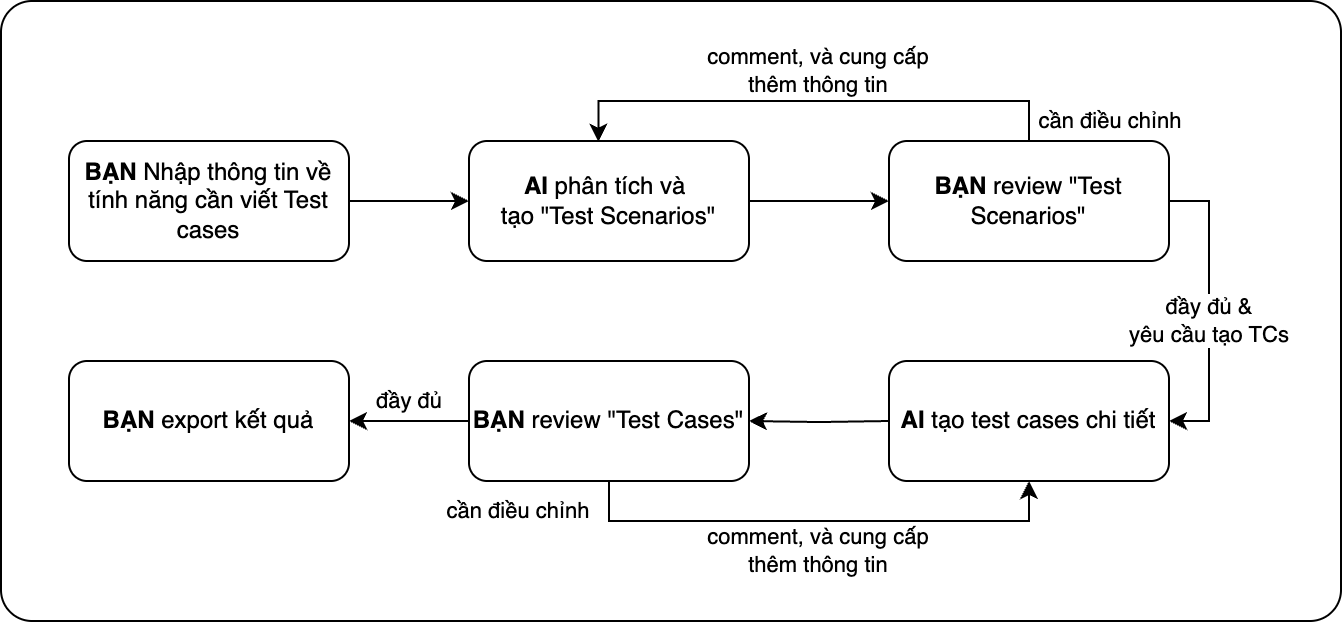 comment, và cung cấp
thêm thông tin
cần điều chỉnh
BẠN Nhập thông tin về
tính năng cần viết Test
cases
AI phân tích và
tạo "Test Scenarios"
BẠN review "Test
Scenarios"
đầy đủ &
yêu cầu tạo TCs
BẠN export kết quả
đầy đủ
BẠN review "Test Cases"
AI tạo test cases chi tiết
cần điều chỉnh
comment, và cung cấp
thêm thông tin